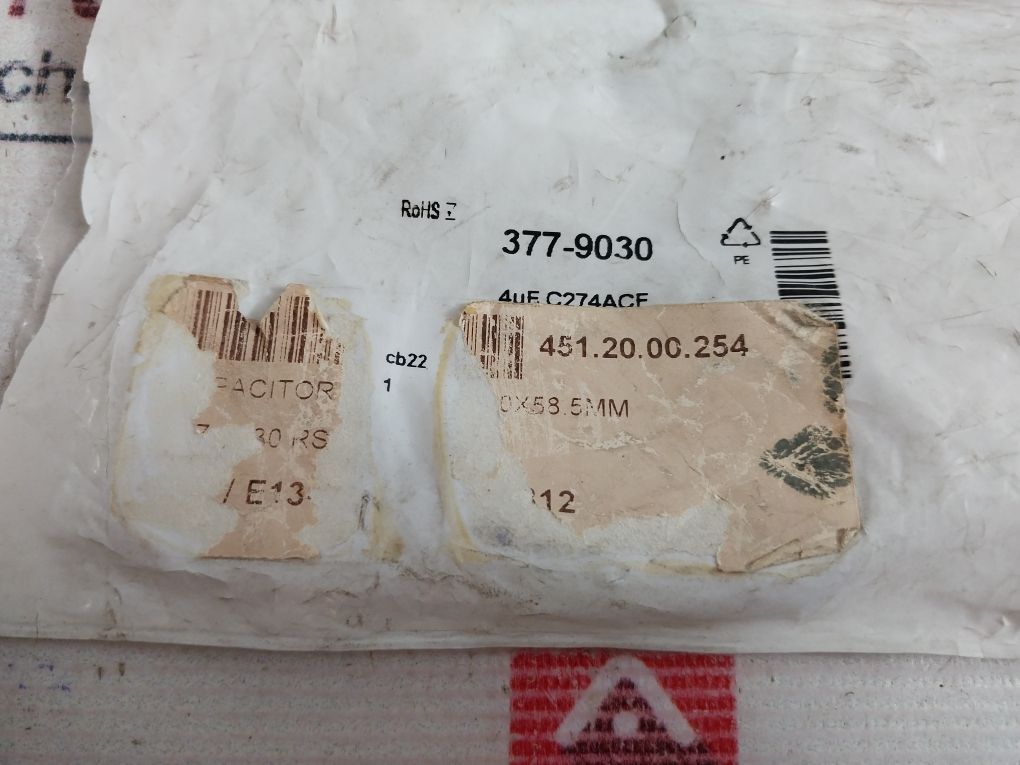 ch
RoHS
377-9030
PE
4uF C274ACF
451.20.00.254
cb22
1
PACITOR
0X58.5MM
30 RS
/ E13
312